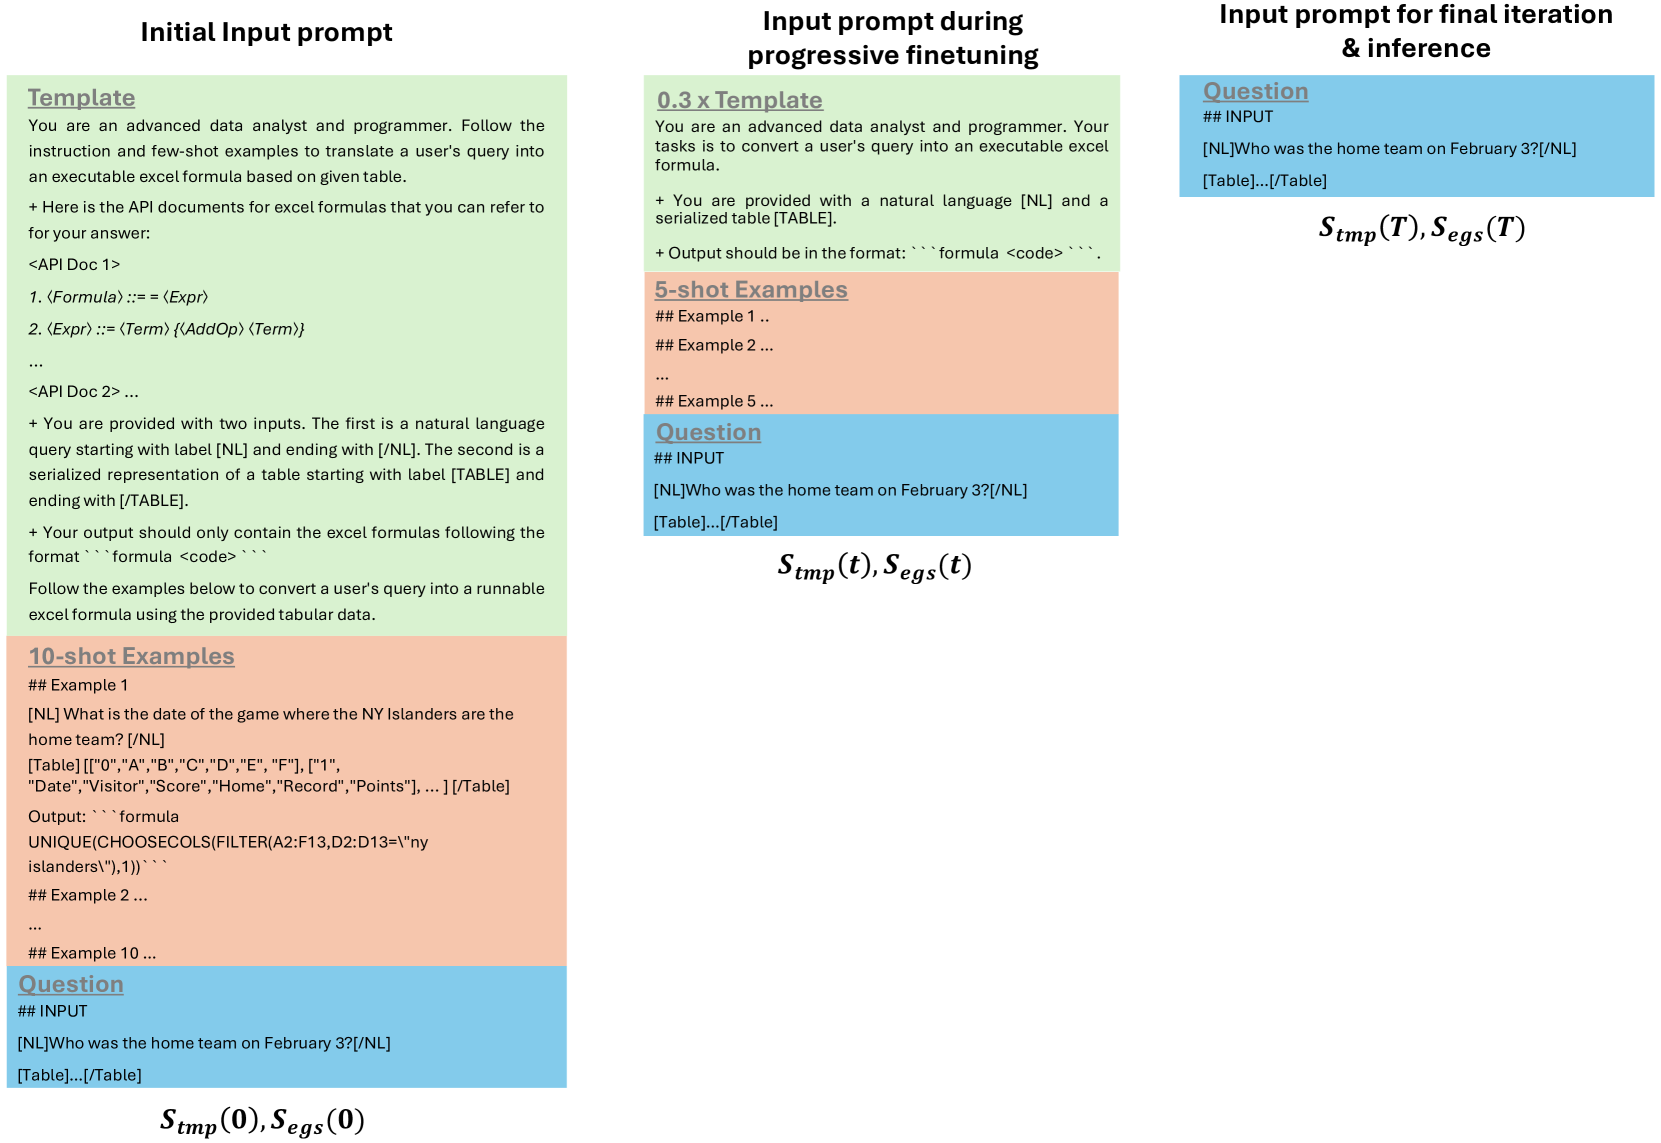 Initial Input prompt
Template
You are an advanced data analyst and programmer. Follow the
instruction and few-shot examples to translate a user's query into
an executable excel formula based on given table.
+ Here is the API documents for excel formulas that you can refer to
for your answer:
<API Doc 1>
1. ⟨Formula⟩ ::= = ⟨Expr⟩
2. ⟨Expr⟩ ::= ⟨Term⟩ {⟨AddOp⟩ ⟨Term⟩}
...
<API Doc 2> ...
+ You are provided with two inputs. The first is a natural language
query starting with label [NL] and ending with [/NL]. The second is a
serialized representation of a table starting with label [TABLE] and
ending with [/TABLE].
+ Your output should only contain the excel formulas following the
format ` ` ` formula <code> ` ` `
Follow the examples below to convert a user's query into a runnable
excel formula using the provided tabular data.
10-shot Examples
## Example 1
[NL] What is the date of the game where the NY Islanders are the
home team? [/NL]
[Table] [["0","A","B","C","D","E", "F"], ["1",
"Date","Visitor","Score","Home","Record","Points"], ... ] [/Table]
Output: ` ` ` formula
UNIQUE(CHOOSECOLS(FILTER(A2:F13,D2:D13=\"ny
islanders\"),1)) ` ` `
## Example 2 ...
...
## Example 10 ...
Question
## INPUT
[NL]Who was the home team on February 3?[/NL]
[Table]...[/Table]
S_tmp(0), S_egs(0)
Input prompt during
progressive finetuning
0.3 x Template
You are an advanced data analyst and programmer. Your
tasks is to convert a user's query into an executable excel
formula.
+ You are provided with a natural language [NL] and a
serialized table [TABLE].
+ Output should be in the format: ` ` ` formula <code> ` ` ` .
5-shot Examples
## Example 1 ..
## Example 2 ...
...
## Example 5 ...
Question
## INPUT
[NL]Who was the home team on February 3?[/NL]
[Table]...[/Table]
S_tmp(t), S_egs(t)
Input prompt for final iteration
& inference
Question
## INPUT
[NL]Who was the home team on February 3?[/NL]
[Table]...[/Table]
S_tmp(T), S_egs(T)